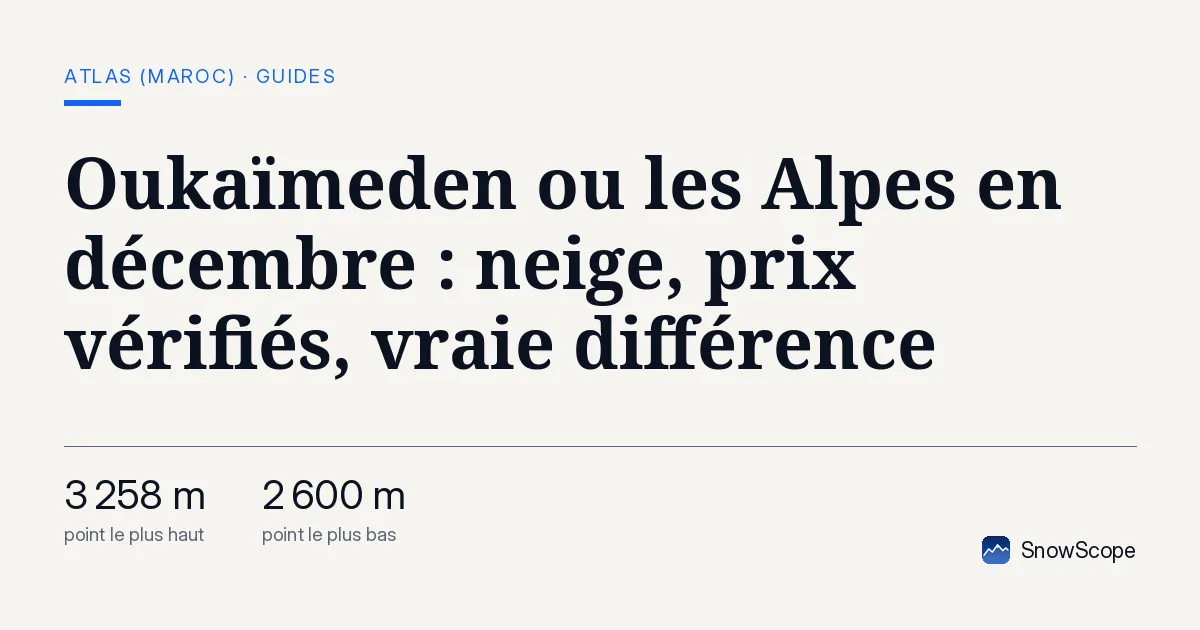 ATLAS (MAROC) · GUIDES
Oukaïmeden ou les Alpes en
décembre : neige, prix
vérifiés, vraie différence
3 258 m
2 600 m
point le plus haut
point le plus bas
SnowScope